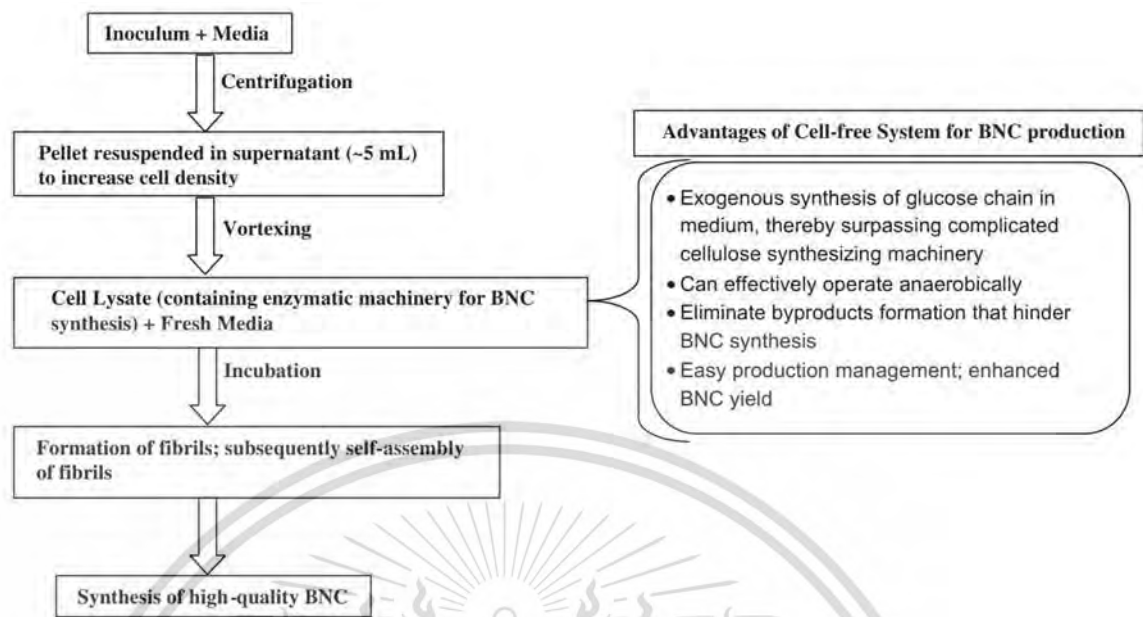 Inoculum + Media
Centrifugation
Pellet resuspended in supernatant (~5 mL)
to increase cell density
Vortexing
Cell Lysate (containing enzymatic machinery for BNC
synthesis) + Fresh Media
Incubation
Formation of fibrils; subsequently self-assembly
of fibrils
Synthesis of high-quality BNC
Advantages of Cell-free System for BNC production
• Exogenous synthesis of glucose chain in
medium, thereby surpassing complicated
cellulose synthesizing machinery
• Can effectively operate anaerobically
• Eliminate byproducts formation that hinder
BNC synthesis
• Easy production management; enhanced
BNC yield